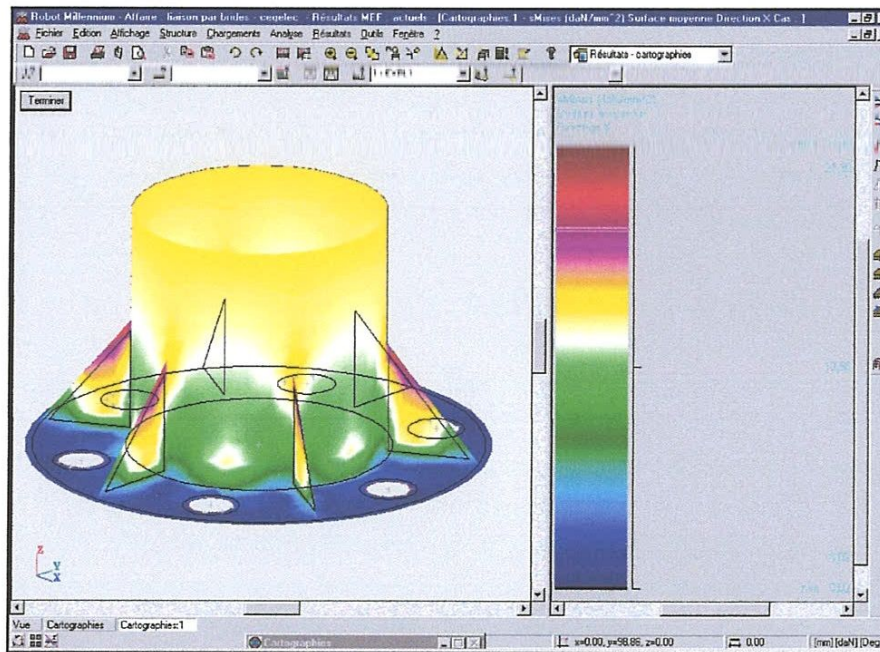 Robot Millennium - Affaire liaison par brides - cegelec - Résultats MEF actuels [Cartographies:1 - sMises (daN/mm^2) Surface moyenne Direction X Cas: ]
Fichier Edition Affichage Structure Chargements Analyse Résultats Outils Fenêtre ?
Résultats - cartographies
Terminer
Z
Y
X
Vue Cartographies Cartographies:1
Cartographies
x=0.00, y=98.86, z=0.00 0.00 [mm] [daN] [Deg